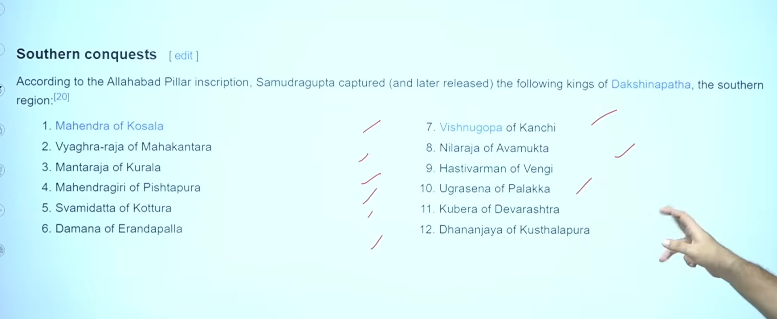 Southern conquests [ edit ]
According to the Allahabad Pillar inscription, Samudragupta captured (and later released) the following kings of Dakshinapatha, the southern
region:[20]
1. Mahendra of Kosala
2. Vyaghra-raja of Mahakantara
3. Mantaraja of Kurala
4. Mahendragiri of Pishtapura
5. Svamidatta of Kottura
6. Damana of Erandapalla
7. Vishnugopa of Kanchi
8. Nilaraja of Avamukta
9. Hastivarman of Vengi
10. Ugrasena of Palakka
11. Kubera of Devarashtra
12. Dhananjaya of Kusthalapura